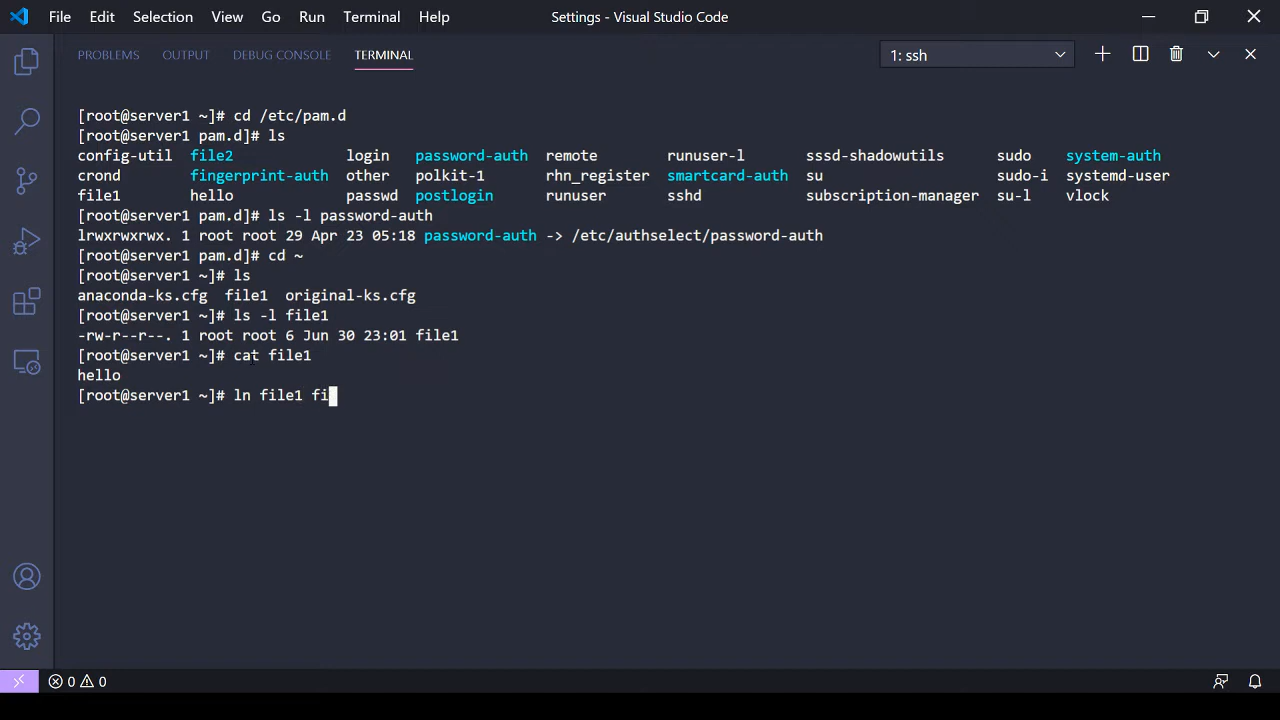 File Edit Selection View Go Run Terminal Help Settings - Visual Studio Code
PROBLEMS OUTPUT DEBUG CONSOLE TERMINAL 1: ssh
[root@server1 ~]# cd /etc/pam.d
[root@server1 pam.d]# ls
config-util file2 login password-auth remote runuser-l sssd-shadowutils sudo system-auth
crond fingerprint-auth other polkit-1 rhn_register smartcard-auth su sudo-i systemd-user
file1 hello passwd postlogin runuser sshd subscription-manager su-l vlock
[root@server1 pam.d]# ls -l password-auth
lrwxrwxrwx. 1 root root 29 Apr 23 05:18 password-auth -> /etc/authselect/password-auth
[root@server1 pam.d]# cd ~
[root@server1 ~]# ls
anaconda-ks.cfg file1 original-ks.cfg
[root@server1 ~]# ls -l file1
-rw-r--r--. 1 root root 6 Jun 30 23:01 file1
[root@server1 ~]# cat file1
hello
[root@server1 ~]# ln file1 fi
0 0